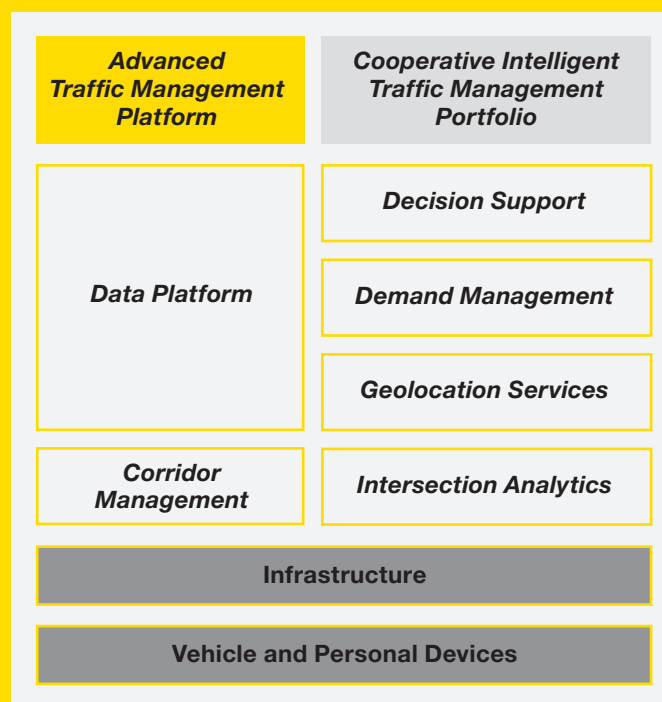 Advanced
Traffic Management
Platform
Cooperative Intelligent
Traffic Management
Portfolio
Data Platform
Decision Support
Demand Management
Geolocation Services
Corridor
Management
Intersection Analytics
Infrastructure
Vehicle and Personal Devices